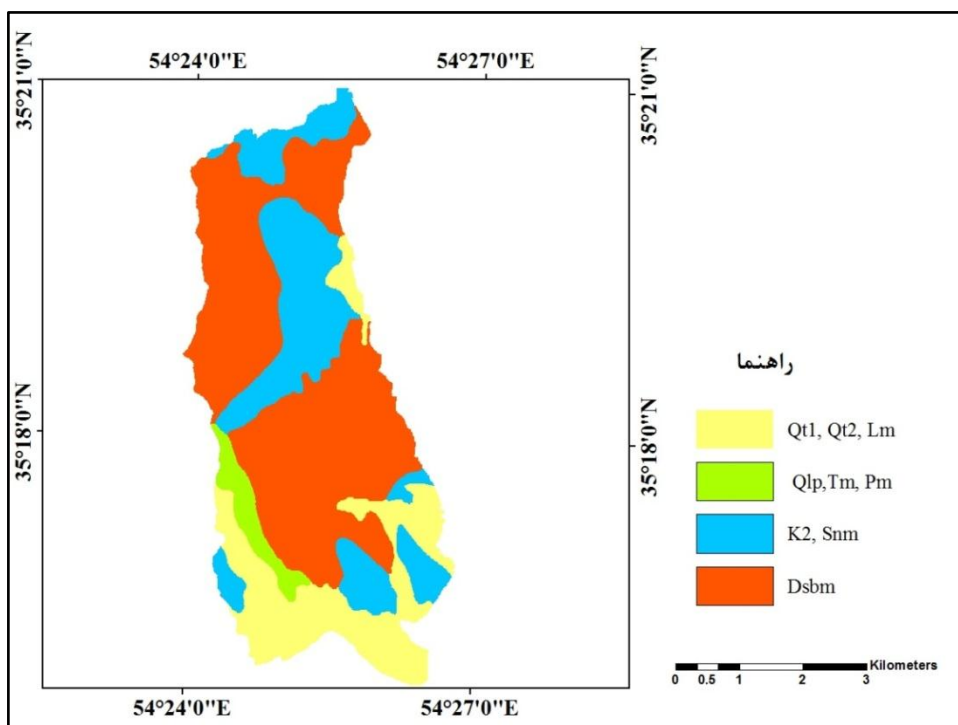 54°24'0"E 54°27'0"E
35°21'0"N 35°21'0"N
35°18'0"N 35°18'0"N
راهنما
Qt1, Qt2, Lm
Qlp,Tm, Pm
K2, Snm
Dsbm
Kilometers
0 0.5 1 2 3
54°24'0"E 54°27'0"E